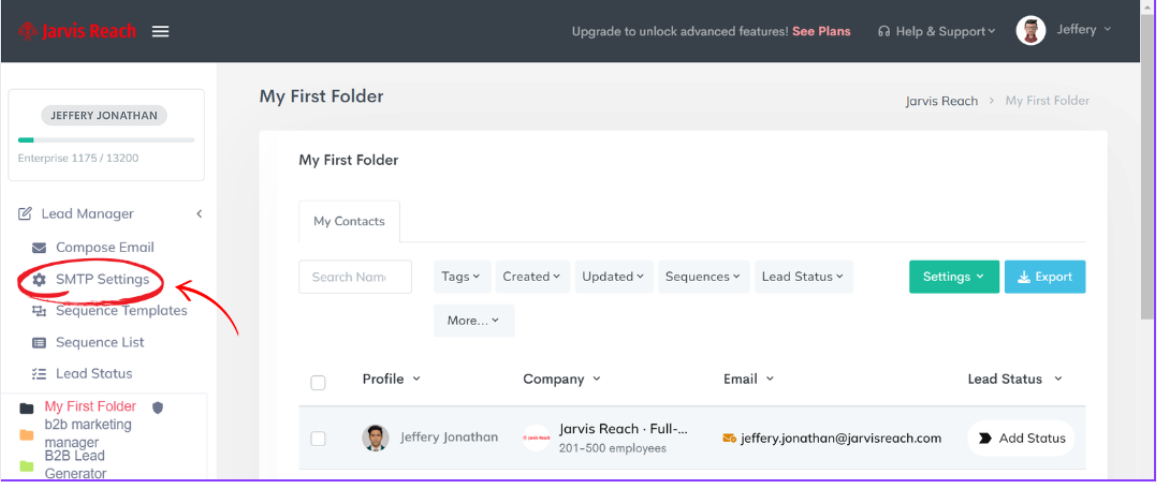 Jarvis Reach
Upgrade to unlock advanced features! See Plans
Help & Support
Jeffery
JEFFERY JONATHAN
Enterprise 1175 / 13200
Lead Manager
Compose Email
SMTP Settings
Sequence Templates
Sequence List
Lead Status
My First Folder
b2b marketing
manager
B2B Lead
Generator
My First Folder
Jarvis Reach > My First Folder
My First Folder
My Contacts
Search Name
Tags
Created
Updated
Sequences
Lead Status
Settings
Export
More...
Profile
Company
Email
Lead Status
Jeffery Jonathan
Jarvis Reach
Jarvis Reach · Full-...
201-500 employees
jeffery.jonathan@jarvisreach.com
Add Status